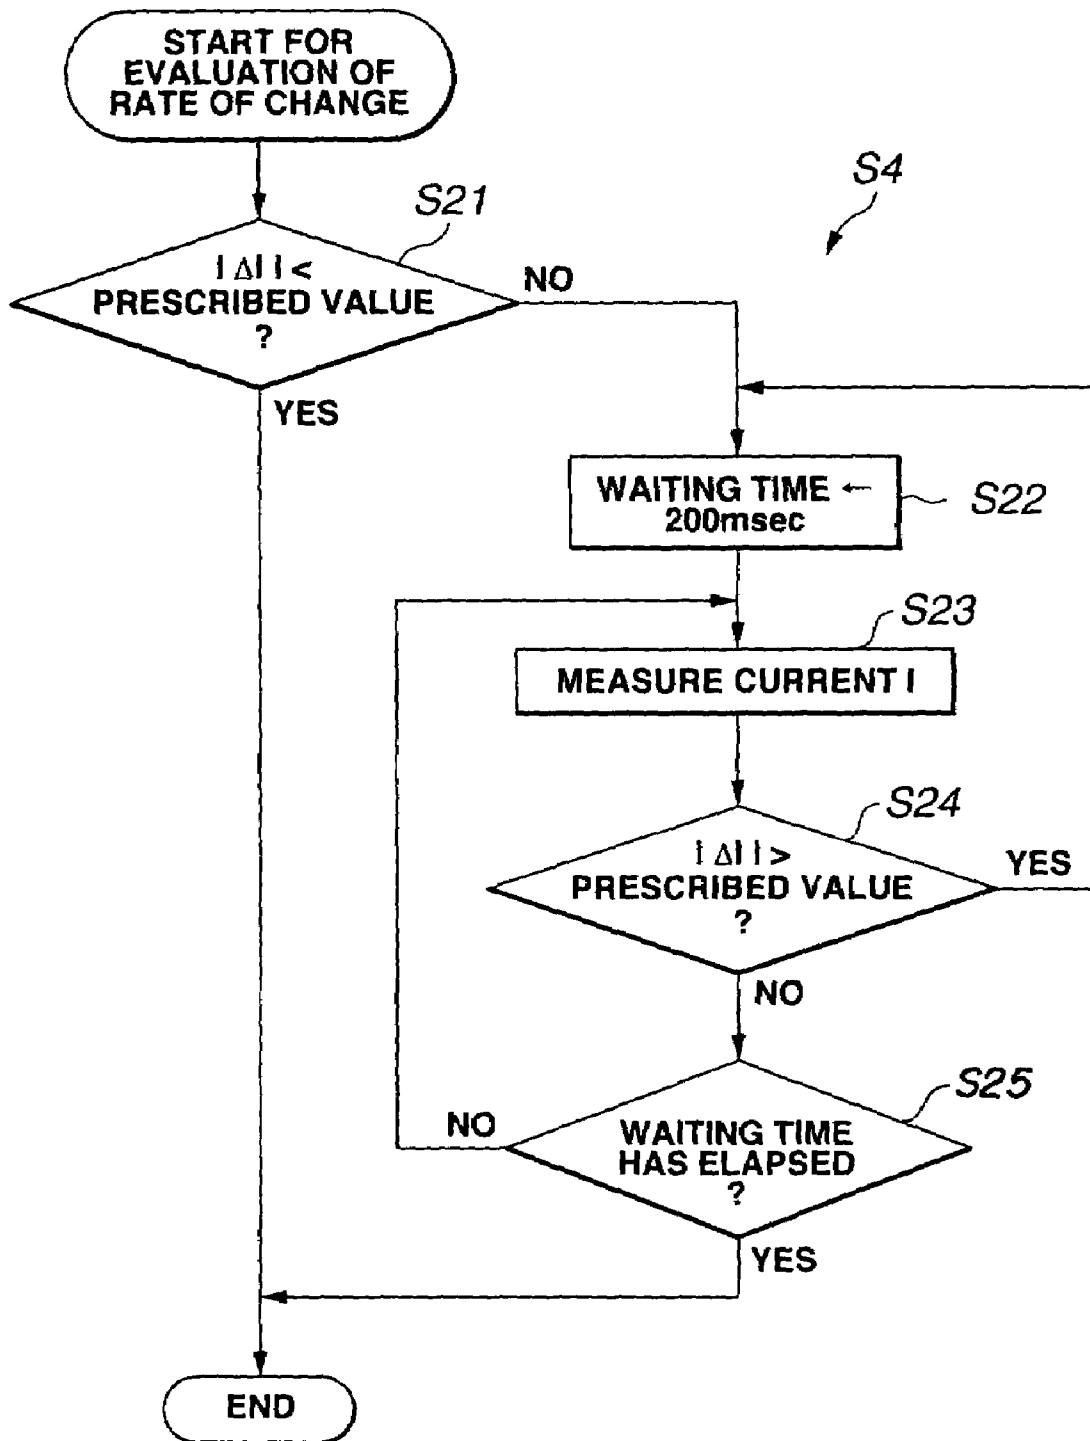 START FOR
EVALUATION OF
RATE OF CHANGE
S4
S21
| ΔI | <
PRESCRIBED VALUE
?
NO
YES
WAITING TIME ←
200msec
S22
S23
MEASURE CURRENT I
S24
| ΔI | >
PRESCRIBED VALUE
?
YES
NO
S25
WAITING TIME
HAS ELAPSED
?
NO
YES
END